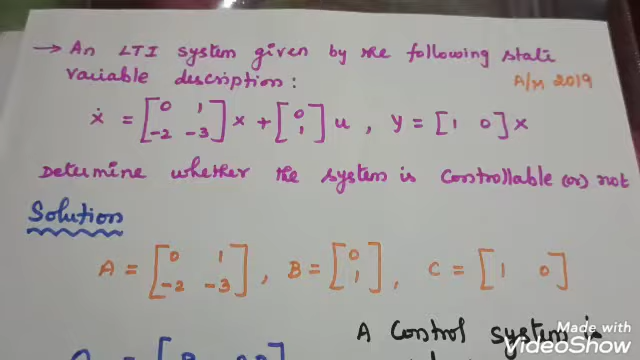 → An LTI system given by the following state
variable description: A/M 2019
ẋ = [0 1 -2 -3] x + [0 1] u , y = [1 0] x
Determine whether the system is controllable (or) not
Solution
A = [0 1 -2 -3] , B = [0 1] , C = [1 0]
A control system is
Made with
VideoShow